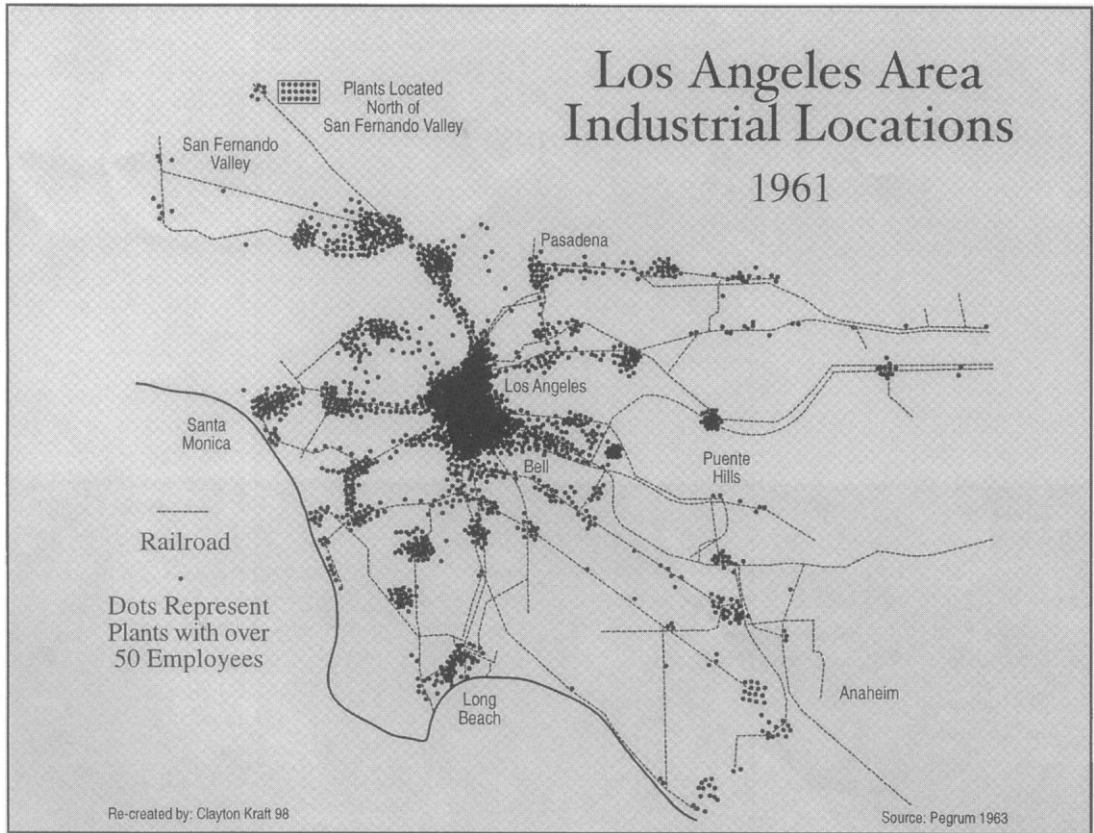 Los Angeles Area
Industrial Locations
1961
Plants Located
North of
San Fernando Valley
San Fernando
Valley
Pasadena
Los Angeles
Santa
Monica
Bell
Puente
Hills
Railroad
Dots Represent
Plants with over
50 Employees
Long
Beach
Anaheim
Re-created by: Clayton Kraft 98
Source: Pegrum 1963